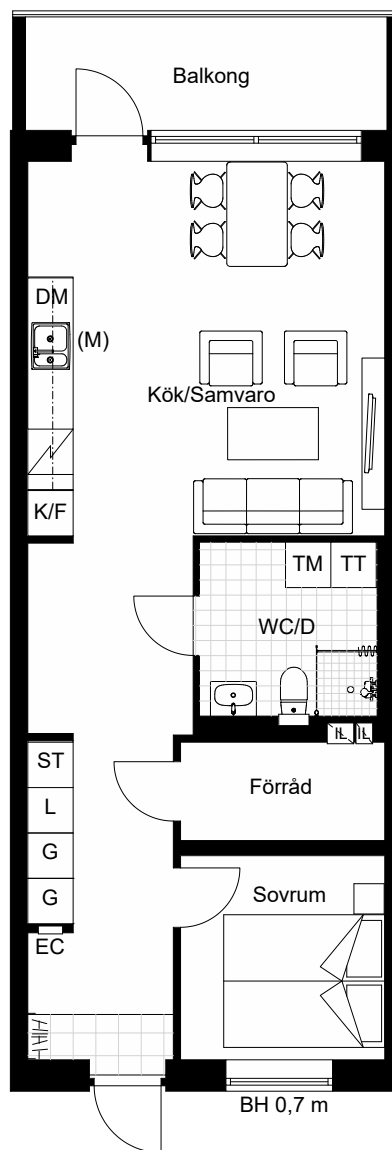 Balkong
DM
(M)
Kök/Samvaro
K/F
TM TT
WC/D
ST
L
Förråd
G
G
Sovrum
EC
BH 0,7 m